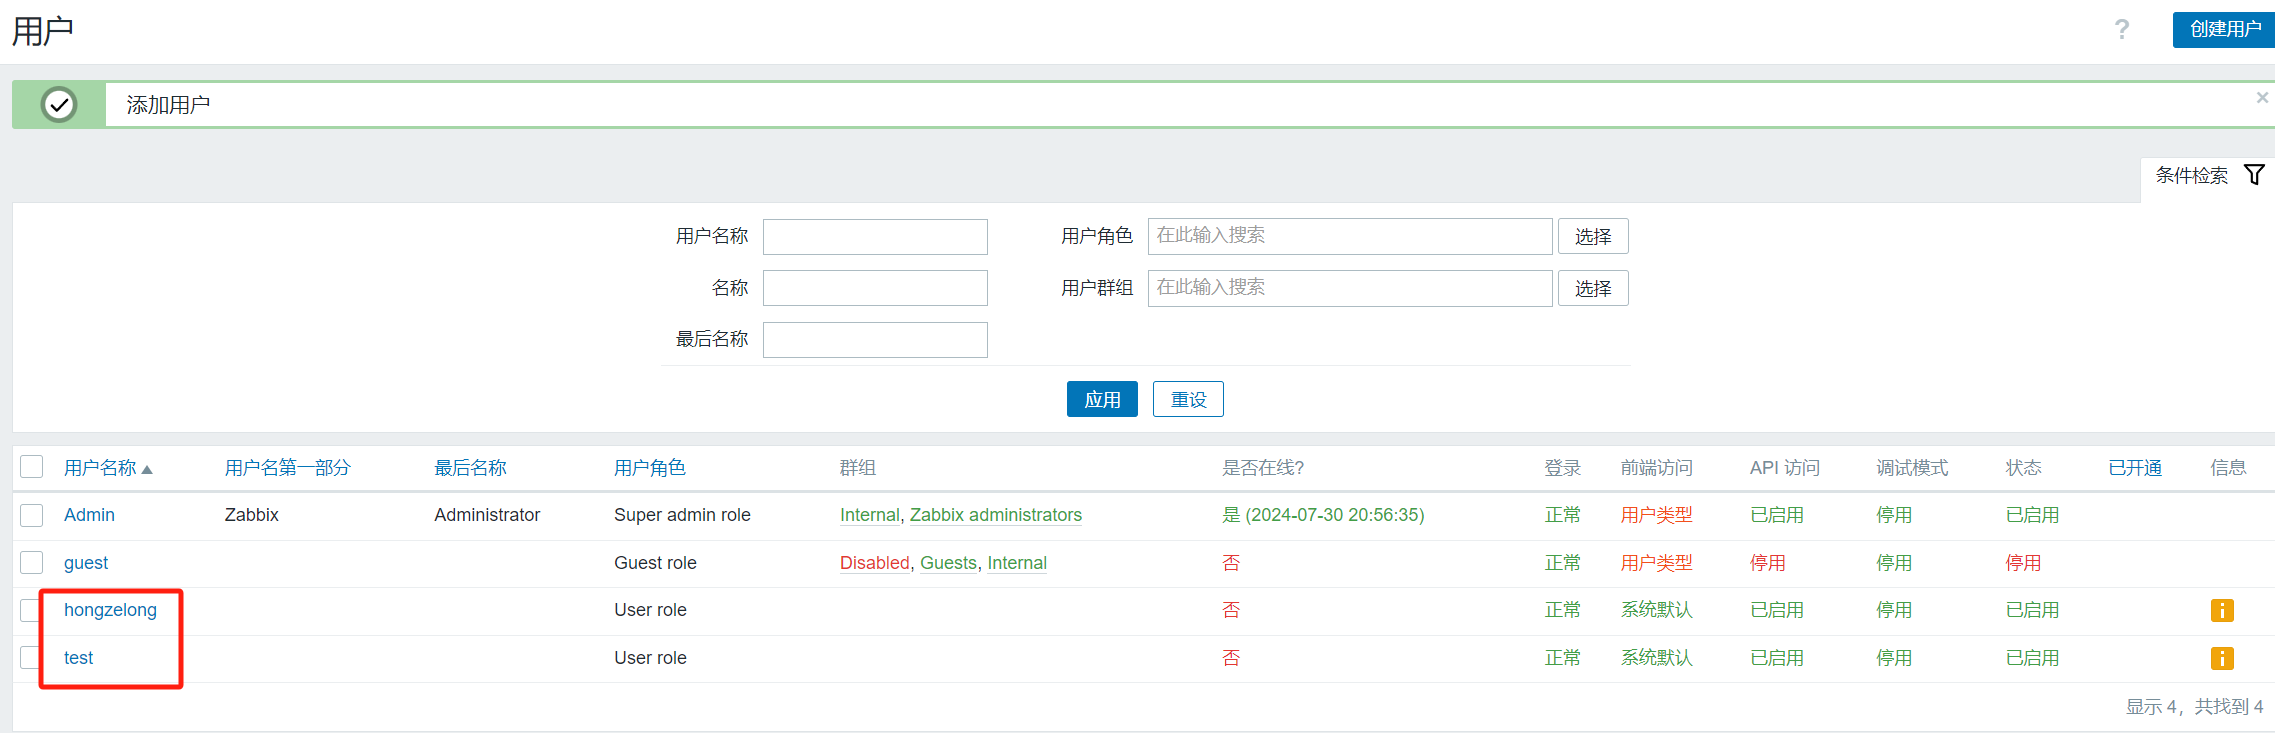 用户
? 创建用户
添加用户
条件检索
用户名称 用户角色 在此输入搜索 选择
名称 用户群组 在此输入搜索 选择
最后名称
应用 重设
用户名称 用户名第一部分 最后名称 用户角色 群组 是否在线? 登录 前端访问 API 访问 调试模式 状态 已开通 信息
Admin Zabbix Administrator Super admin role Internal, Zabbix administrators 是 (2024-07-30 20:56:35) 正常 用户类型 已启用 停用 已启用
guest Guest role Disabled, Guests, Internal 否 正常 用户类型 停用 停用 停用
hongzelong User role 否 正常 系统默认 已启用 停用 已启用 i
test User role 否 正常 系统默认 已启用 停用 已启用 i
显示 4，共找到 4